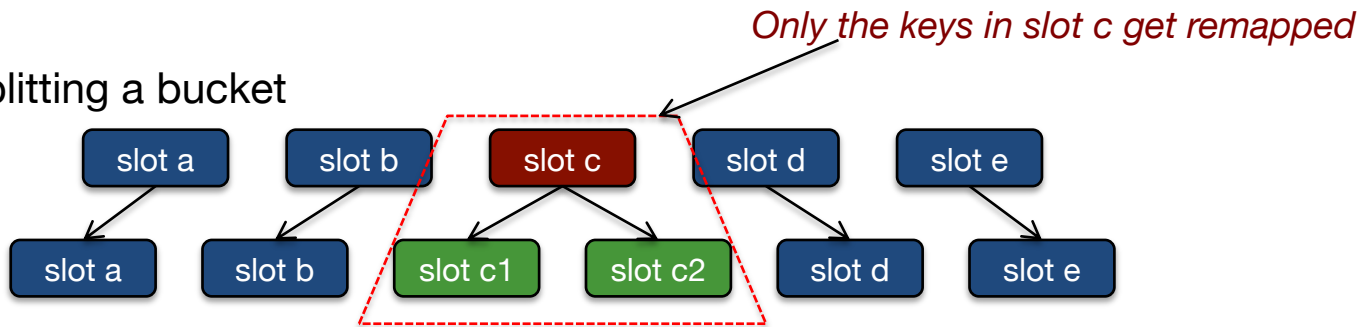 Only the keys in slot c get remapped
plitting a bucket
slot a slot b slot c slot d slot e
slot a slot b slot c1 slot c2 slot d slot e